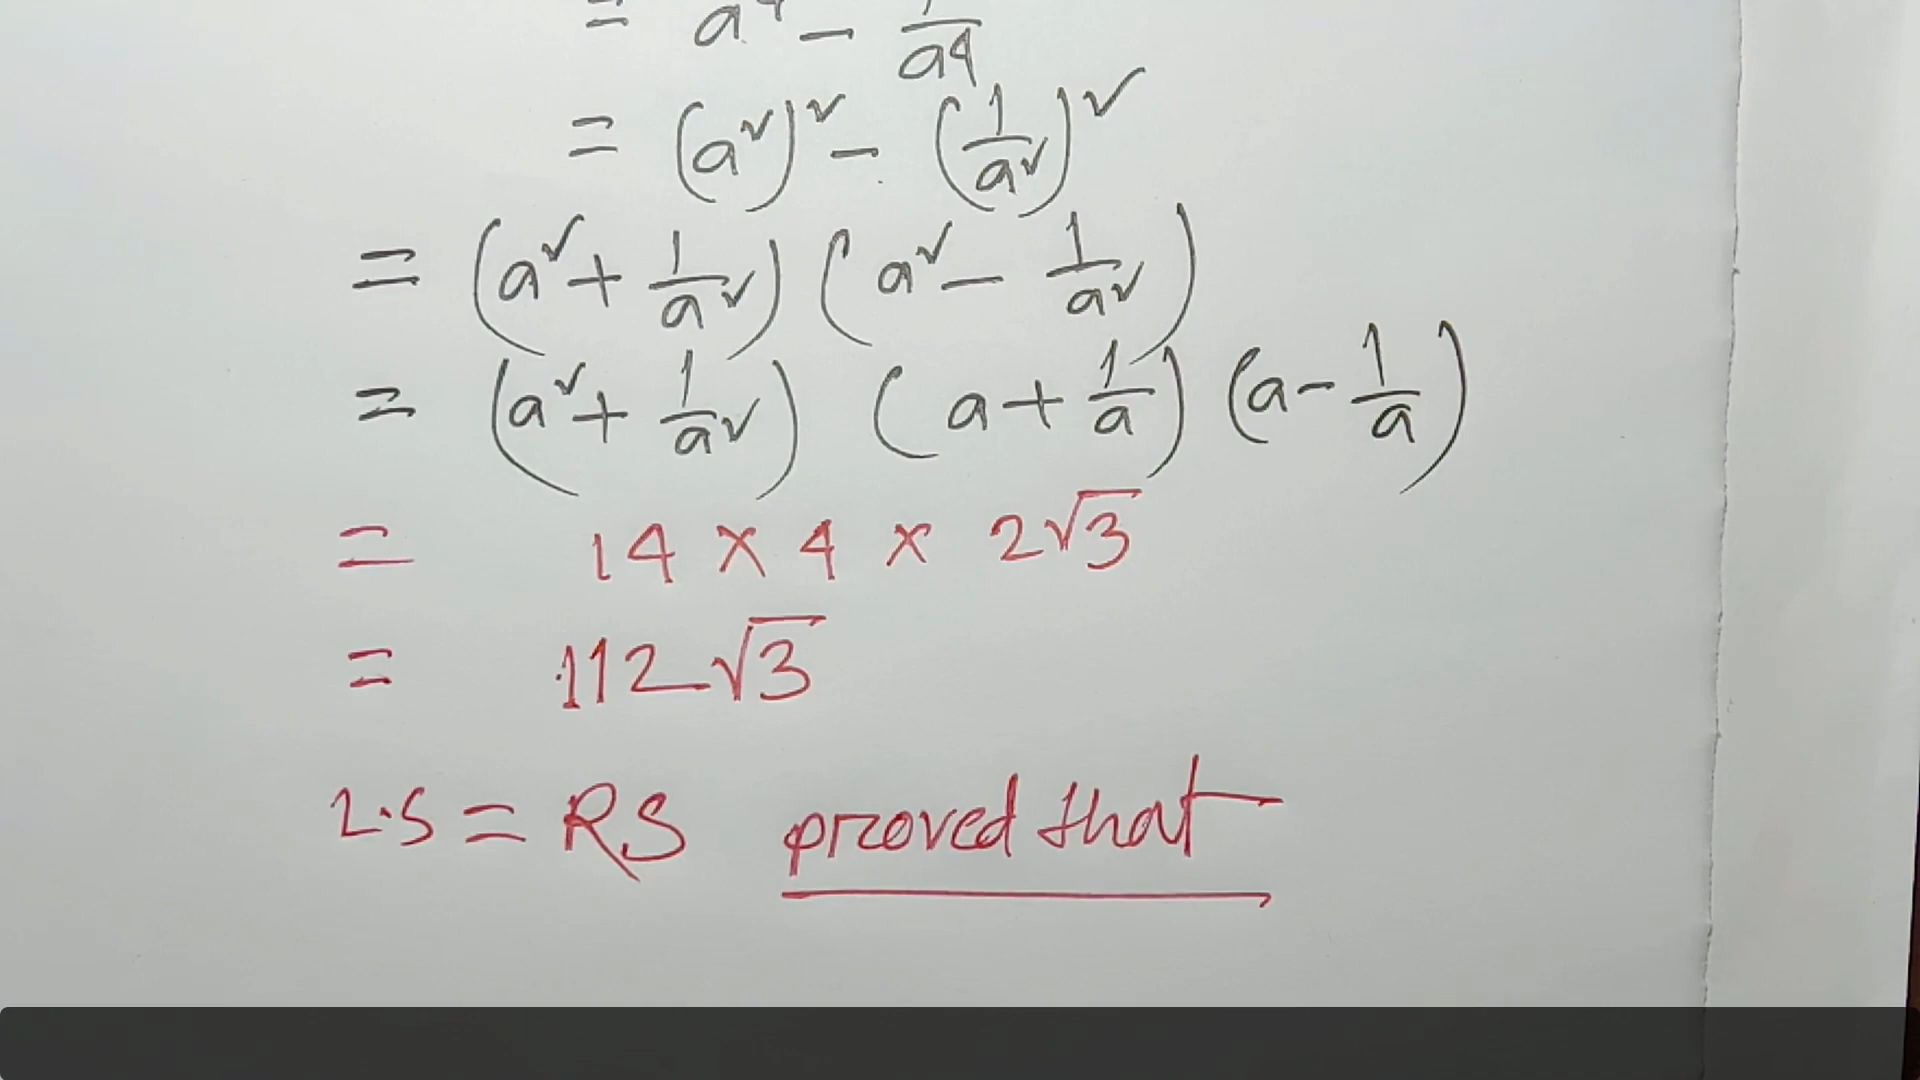 = a⁴ − 1/a4
= (a²)² − (1/a²)²
= (a² + 1/a²) (a² − 1/a²)
= (a² + 1/a²) (a + 1/a) (a − 1/a)
= 14 × 4 × 2√3
= 112√3
L.S = RS proved that